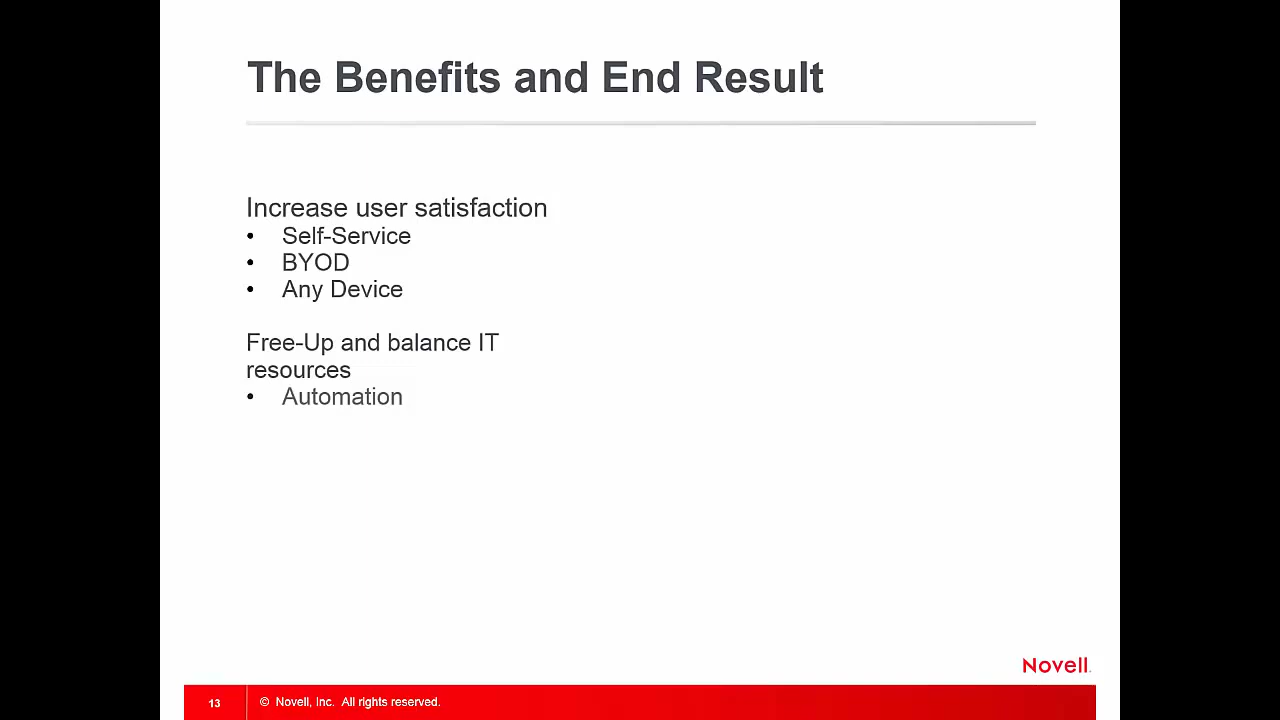 The Benefits and End Result
Increase user satisfaction
• Self-Service
• BYOD
• Any Device
Free-Up and balance IT
resources
• Automation
Novell.
13
© Novell, Inc. All rights reserved.